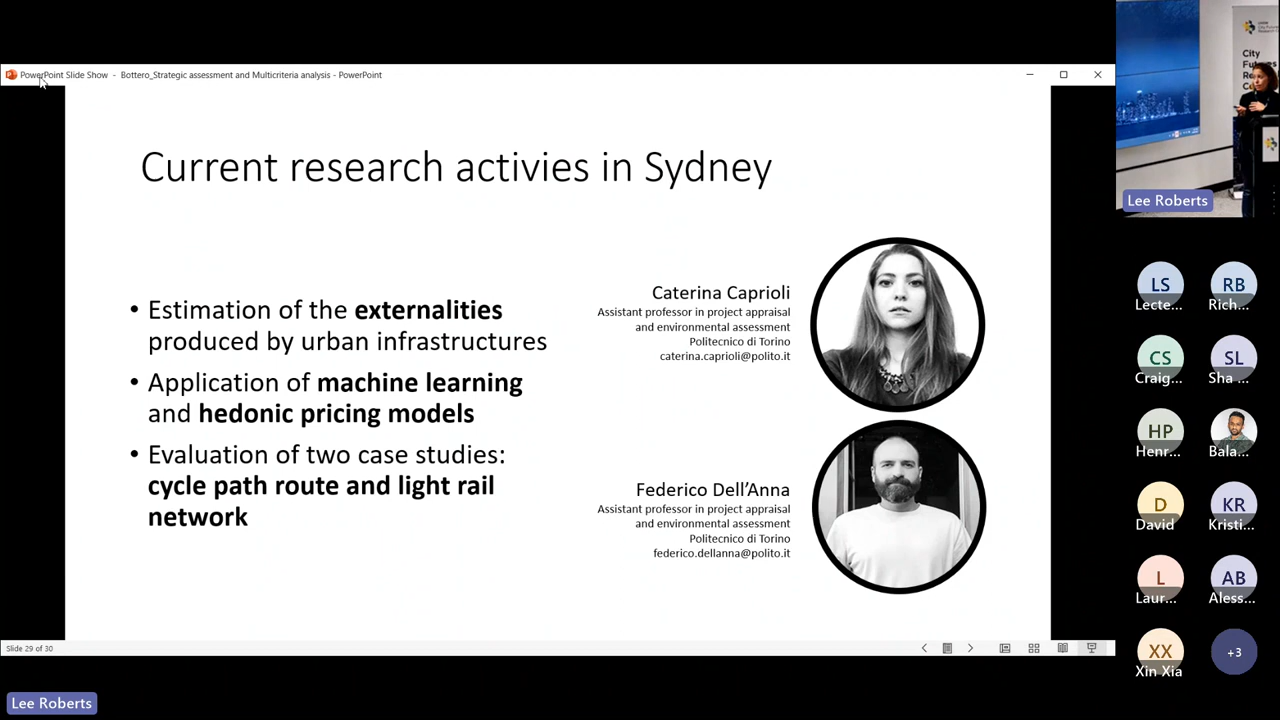 PowerPoint Slide Show - Bottero_Strategic assessment and Multicriteria analysis - PowerPoint
Current research activies in Sydney
• Estimation of the externalities
produced by urban infrastructures
• Application of machine learning
and hedonic pricing models
• Evaluation of two case studies:
cycle path route and light rail
network
Caterina Caprioli
Assistant professor in project appraisal
and environmental assessment
Politecnico di Torino
caterina.caprioli@polito.it
Federico Dell'Anna
Assistant professor in project appraisal
and environmental assessment
Politecnico di Torino
federico.dellanna@polito.it
Slide 29 of 30
Lee Roberts
City
Lee Roberts
LS
RB
Lecte...
Rich...
CS
SL
Craig...
Sha ...
HP
Henr...
Bala...
D
KR
David
Kristi...
L
AB
Laur...
Aless...
XX
+3
Xin Xia